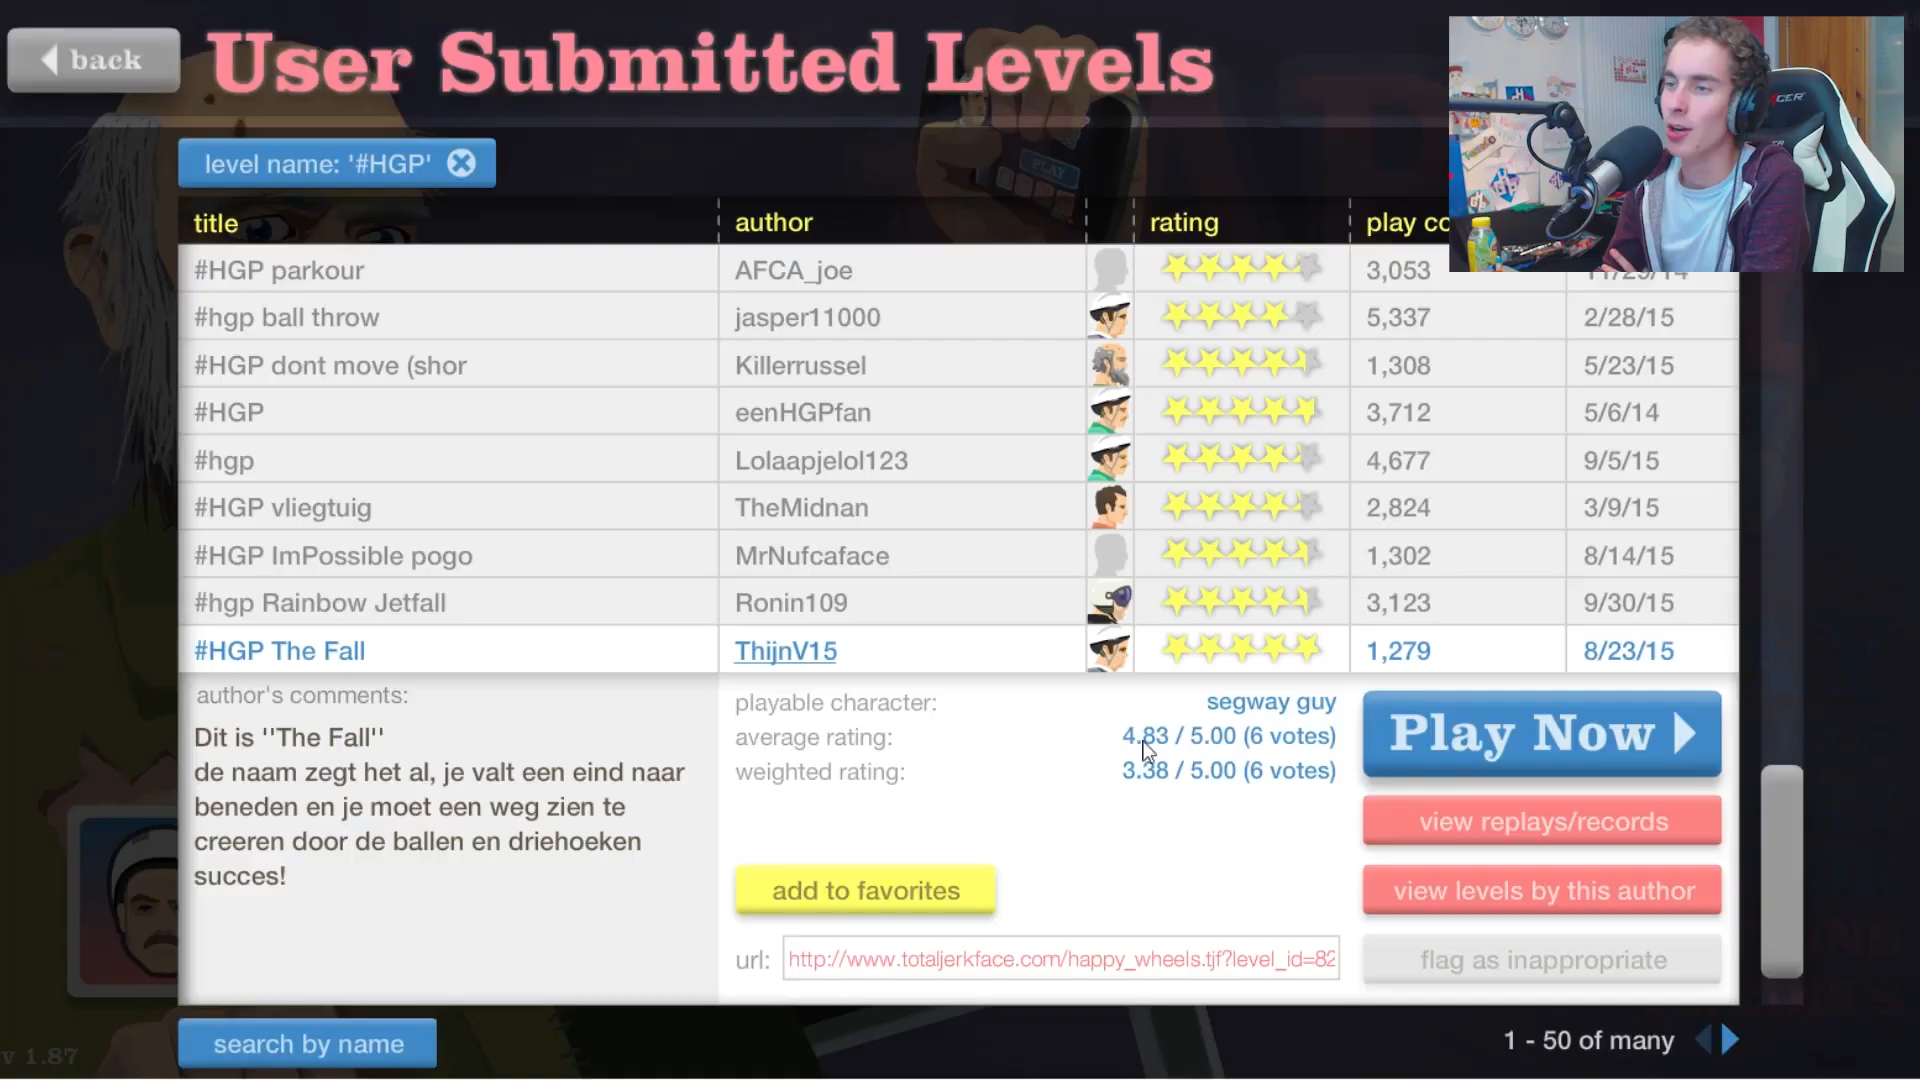 back
User Submitted Levels
level name: '#HGP'
PLAY
title author rating play co
#HGP parkour AFCA_joe 3,053
#hgp ball throw jasper11000 5,337 2/28/15
#HGP dont move (shor Killerrussel 1,308 5/23/15
#HGP eenHGPfan 3,712 5/6/14
#hgp Lolaapjelol123 4,677 9/5/15
#HGP vliegtuig TheMidnan 2,824 3/9/15
#HGP ImPossible pogo MrNufcaface 1,302 8/14/15
#hgp Rainbow Jetfall Ronin109 3,123 9/30/15
#HGP The Fall ThijnV15 1,279 8/23/15
author's comments:
Dit is ''The Fall''
de naam zegt het al, je valt een eind naar
beneden en je moet een weg zien te
creeren door de ballen en driehoeken
succes!
playable character: segway guy
average rating: 4.83 / 5.00 (6 votes)
weighted rating: 3.38 / 5.00 (6 votes)
add to favorites
url: http://www.totaljerkface.com/happy_wheels.tjf?level_id=82
Play Now
view replays/records
view levels by this author
flag as inappropriate
v 1.87
search by name
1 - 50 of many